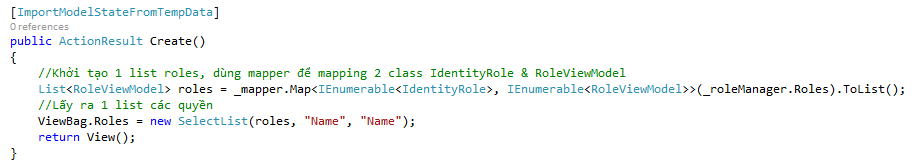 [ImportModelStateFromTempData]
0 references
public ActionResult Create()
{
//Khởi tạo 1 list roles, dùng mapper để mapping 2 class IdentityRole & RoleViewModel
List<RoleViewModel> roles = _mapper.Map<IEnumerable<IdentityRole>, IEnumerable<RoleViewModel>>(_roleManager.Roles).ToList();
//Lấy ra 1 list các quyền
ViewBag.Roles = new SelectList(roles, "Name", "Name");
return View();
}